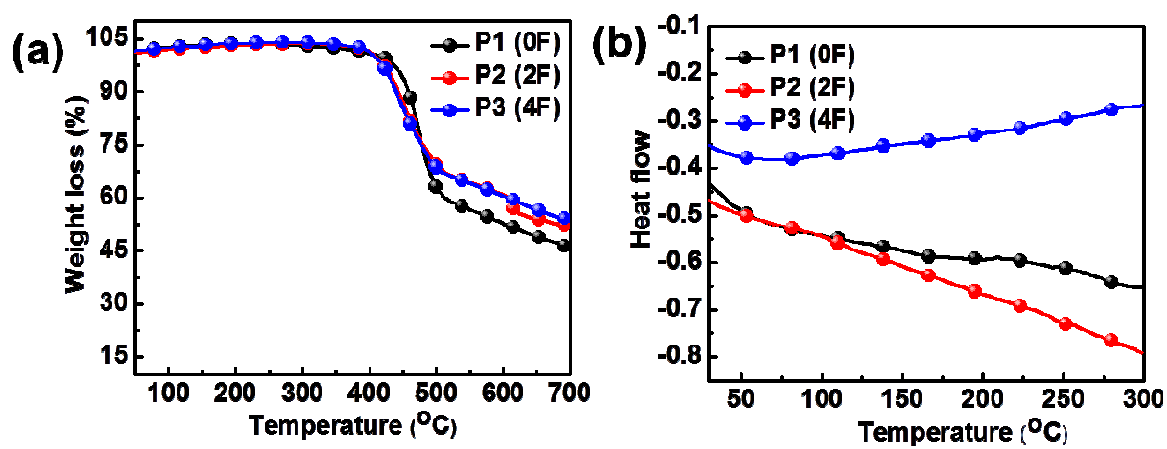 (a)
105
90
75
60
45
30
15
Weight loss (%)
P1 (0F)
P2 (2F)
P3 (4F)
100 200 300 400 500 600 700
Temperature (°C)
(b)
-0.1
-0.2
-0.3
-0.4
-0.5
-0.6
-0.7
-0.8
Heat flow
P1 (0F)
P2 (2F)
P3 (4F)
50 100 150 200 250 300
Temperature (°C)